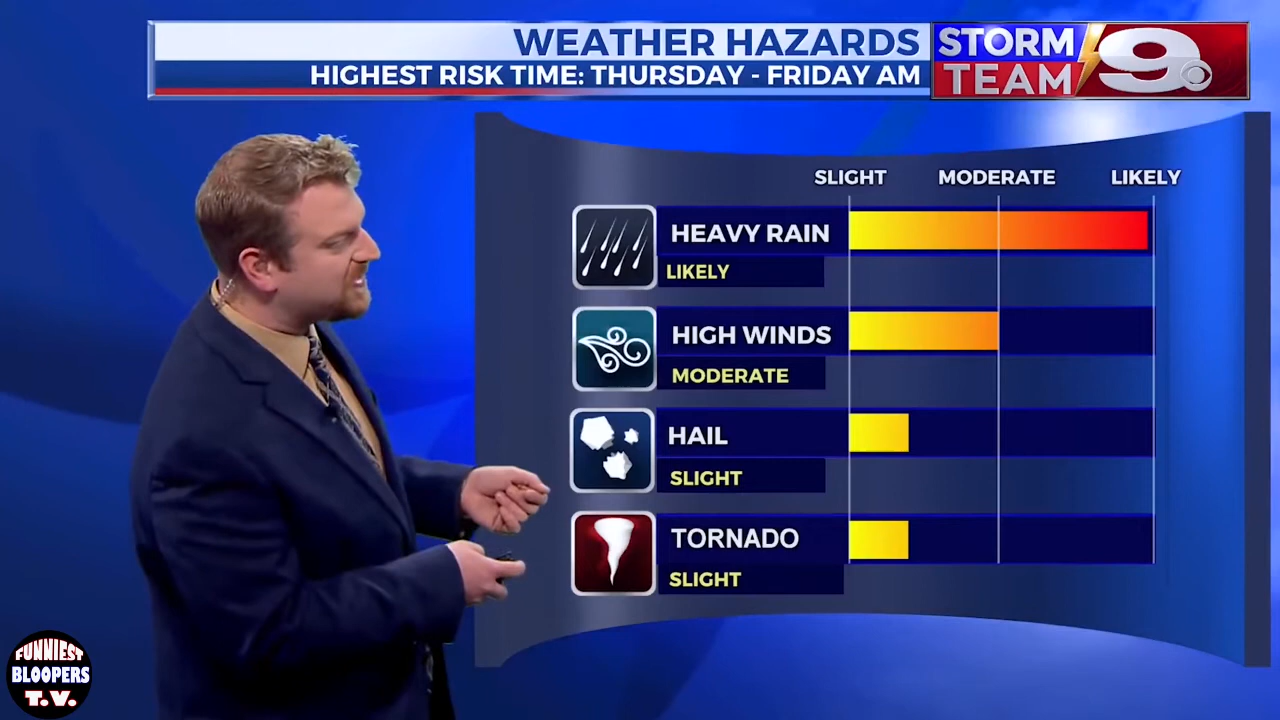 WEATHER HAZARDS
HIGHEST RISK TIME: THURSDAY - FRIDAY AM
STORM
TEAM
9
SLIGHT MODERATE LIKELY
HEAVY RAIN
LIKELY
HIGH WINDS
MODERATE
HAIL
SLIGHT
TORNADO
SLIGHT
FUNNIEST
BLOOPERS
T.V.